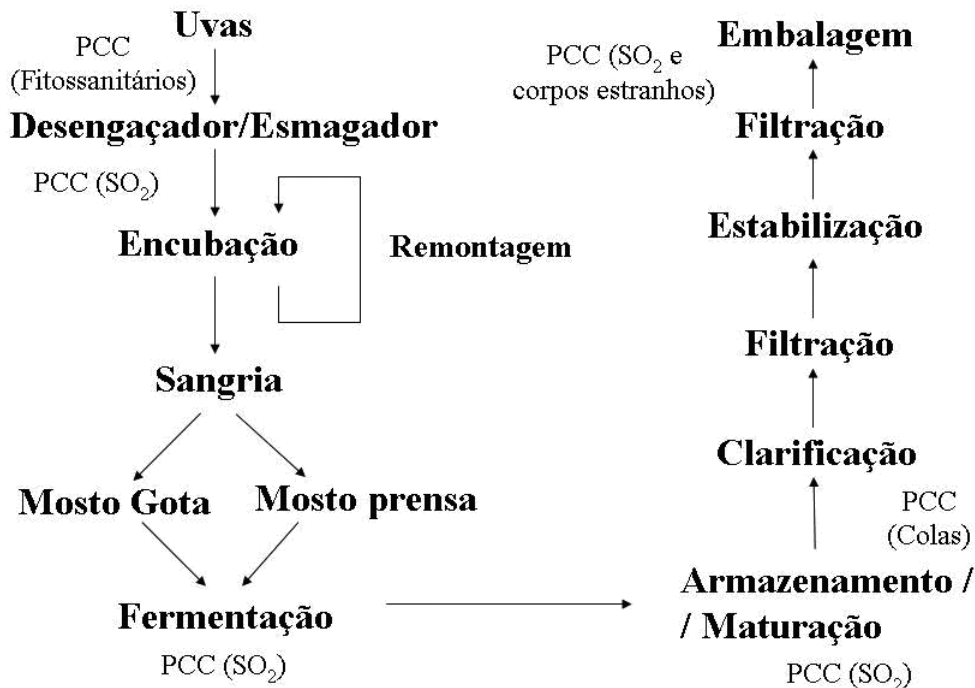 Uvas
PCC
(Fitossanitários)
Desengaçador/Esmagador
PCC (SO₂)
Encubação
Remontagem
Sangria
Mosto Gota
Mosto prensa
Fermentação
PCC (SO₂)
Armazenamento /
/ Maturação
PCC (SO₂)
PCC
(Colas)
Clarificação
Filtração
Estabilização
Filtração
PCC (SO₂ e
corpos estranhos)
Embalagem